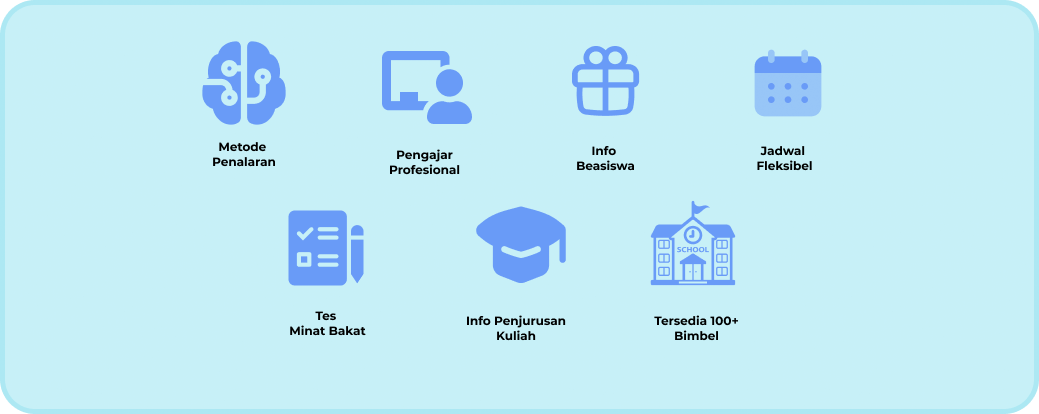 Metode
Penalaran
Pengajar
Profesional
Info
Beasiswa
Jadwal
Fleksibel
SCHOOL
Tes
Minat Bakat
Info Penjurusan
Kuliah
Tersedia 100+
Bimbel